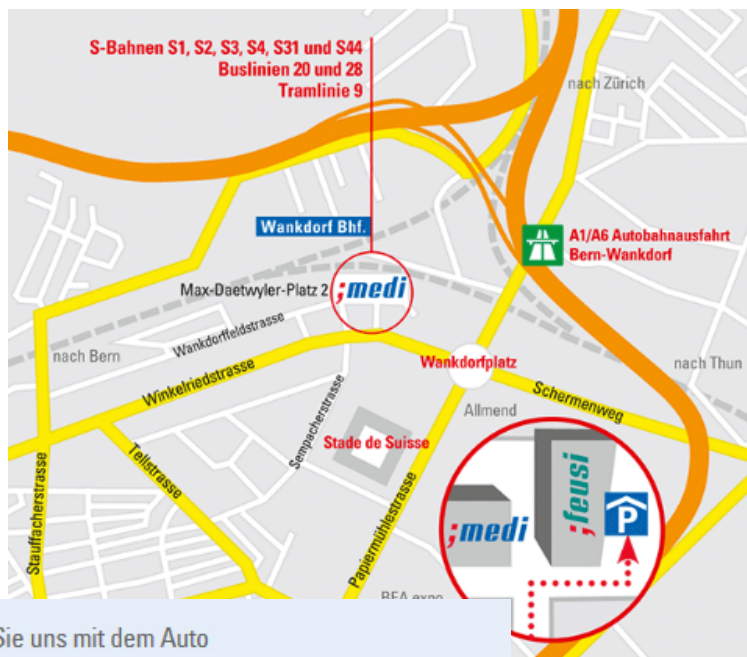 S-Bahnen S1, S2, S3, S4, S31 und S44
Buslinien 20 und 28
Tramlinie 9
nach Zürich
Wankdorf Bhf.
A1/A6 Autobahnausfahrt
Bern-Wankdorf
Max-Daetwyler-Platz 2
;medi
Wankdorffeldstrasse
nach Bern
Winkelriedstrasse
Wankdorfplatz
nach Thun
Schermenweg
Allmend
Sempacherstrasse
Stade de Suisse
Tellstrasse
Stauffacherstrasse
Papiermühlestrasse
;feusi
P
;medi
BEA expo
Sie uns mit dem Auto